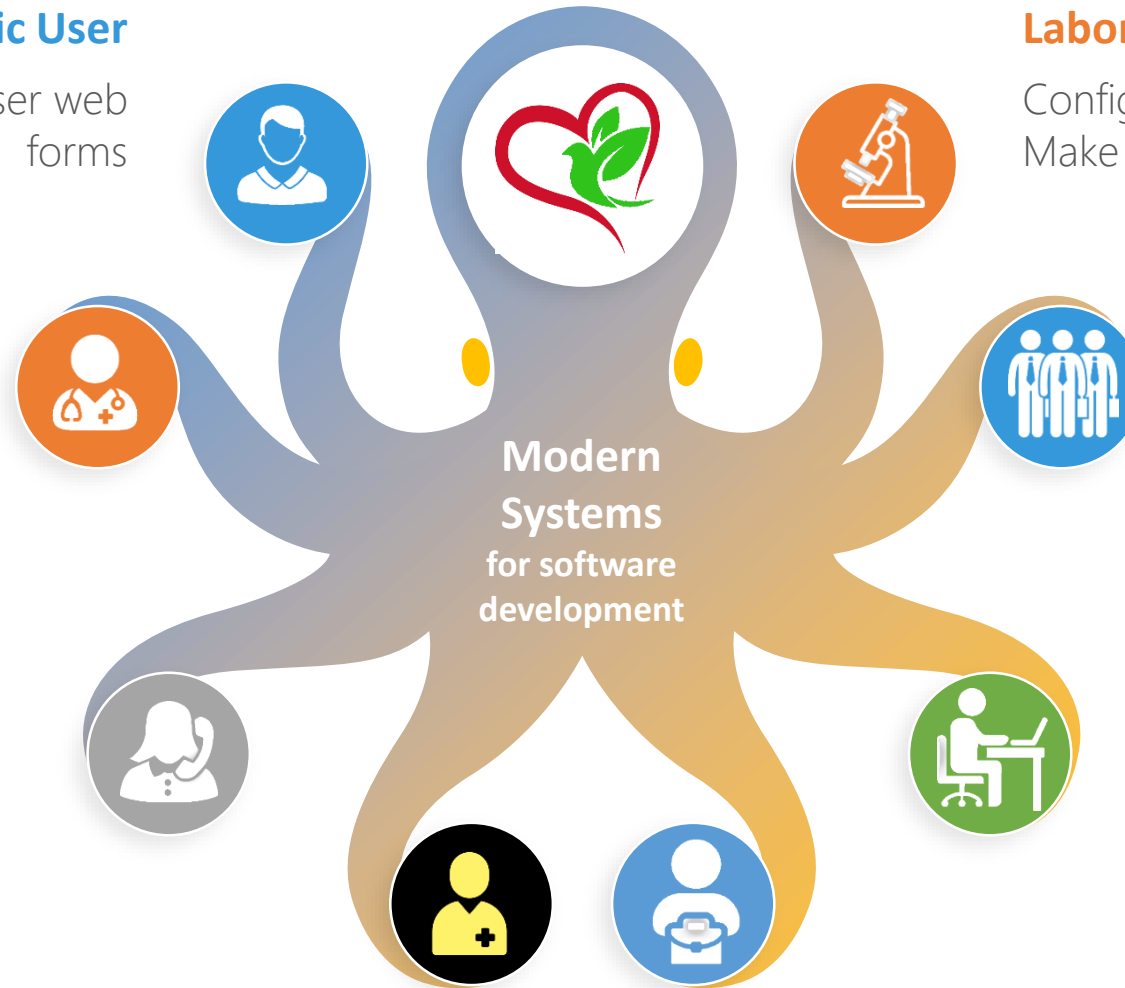 ic User
ser web
forms
Labor
Config
Make
Modern
Systems
for software
development